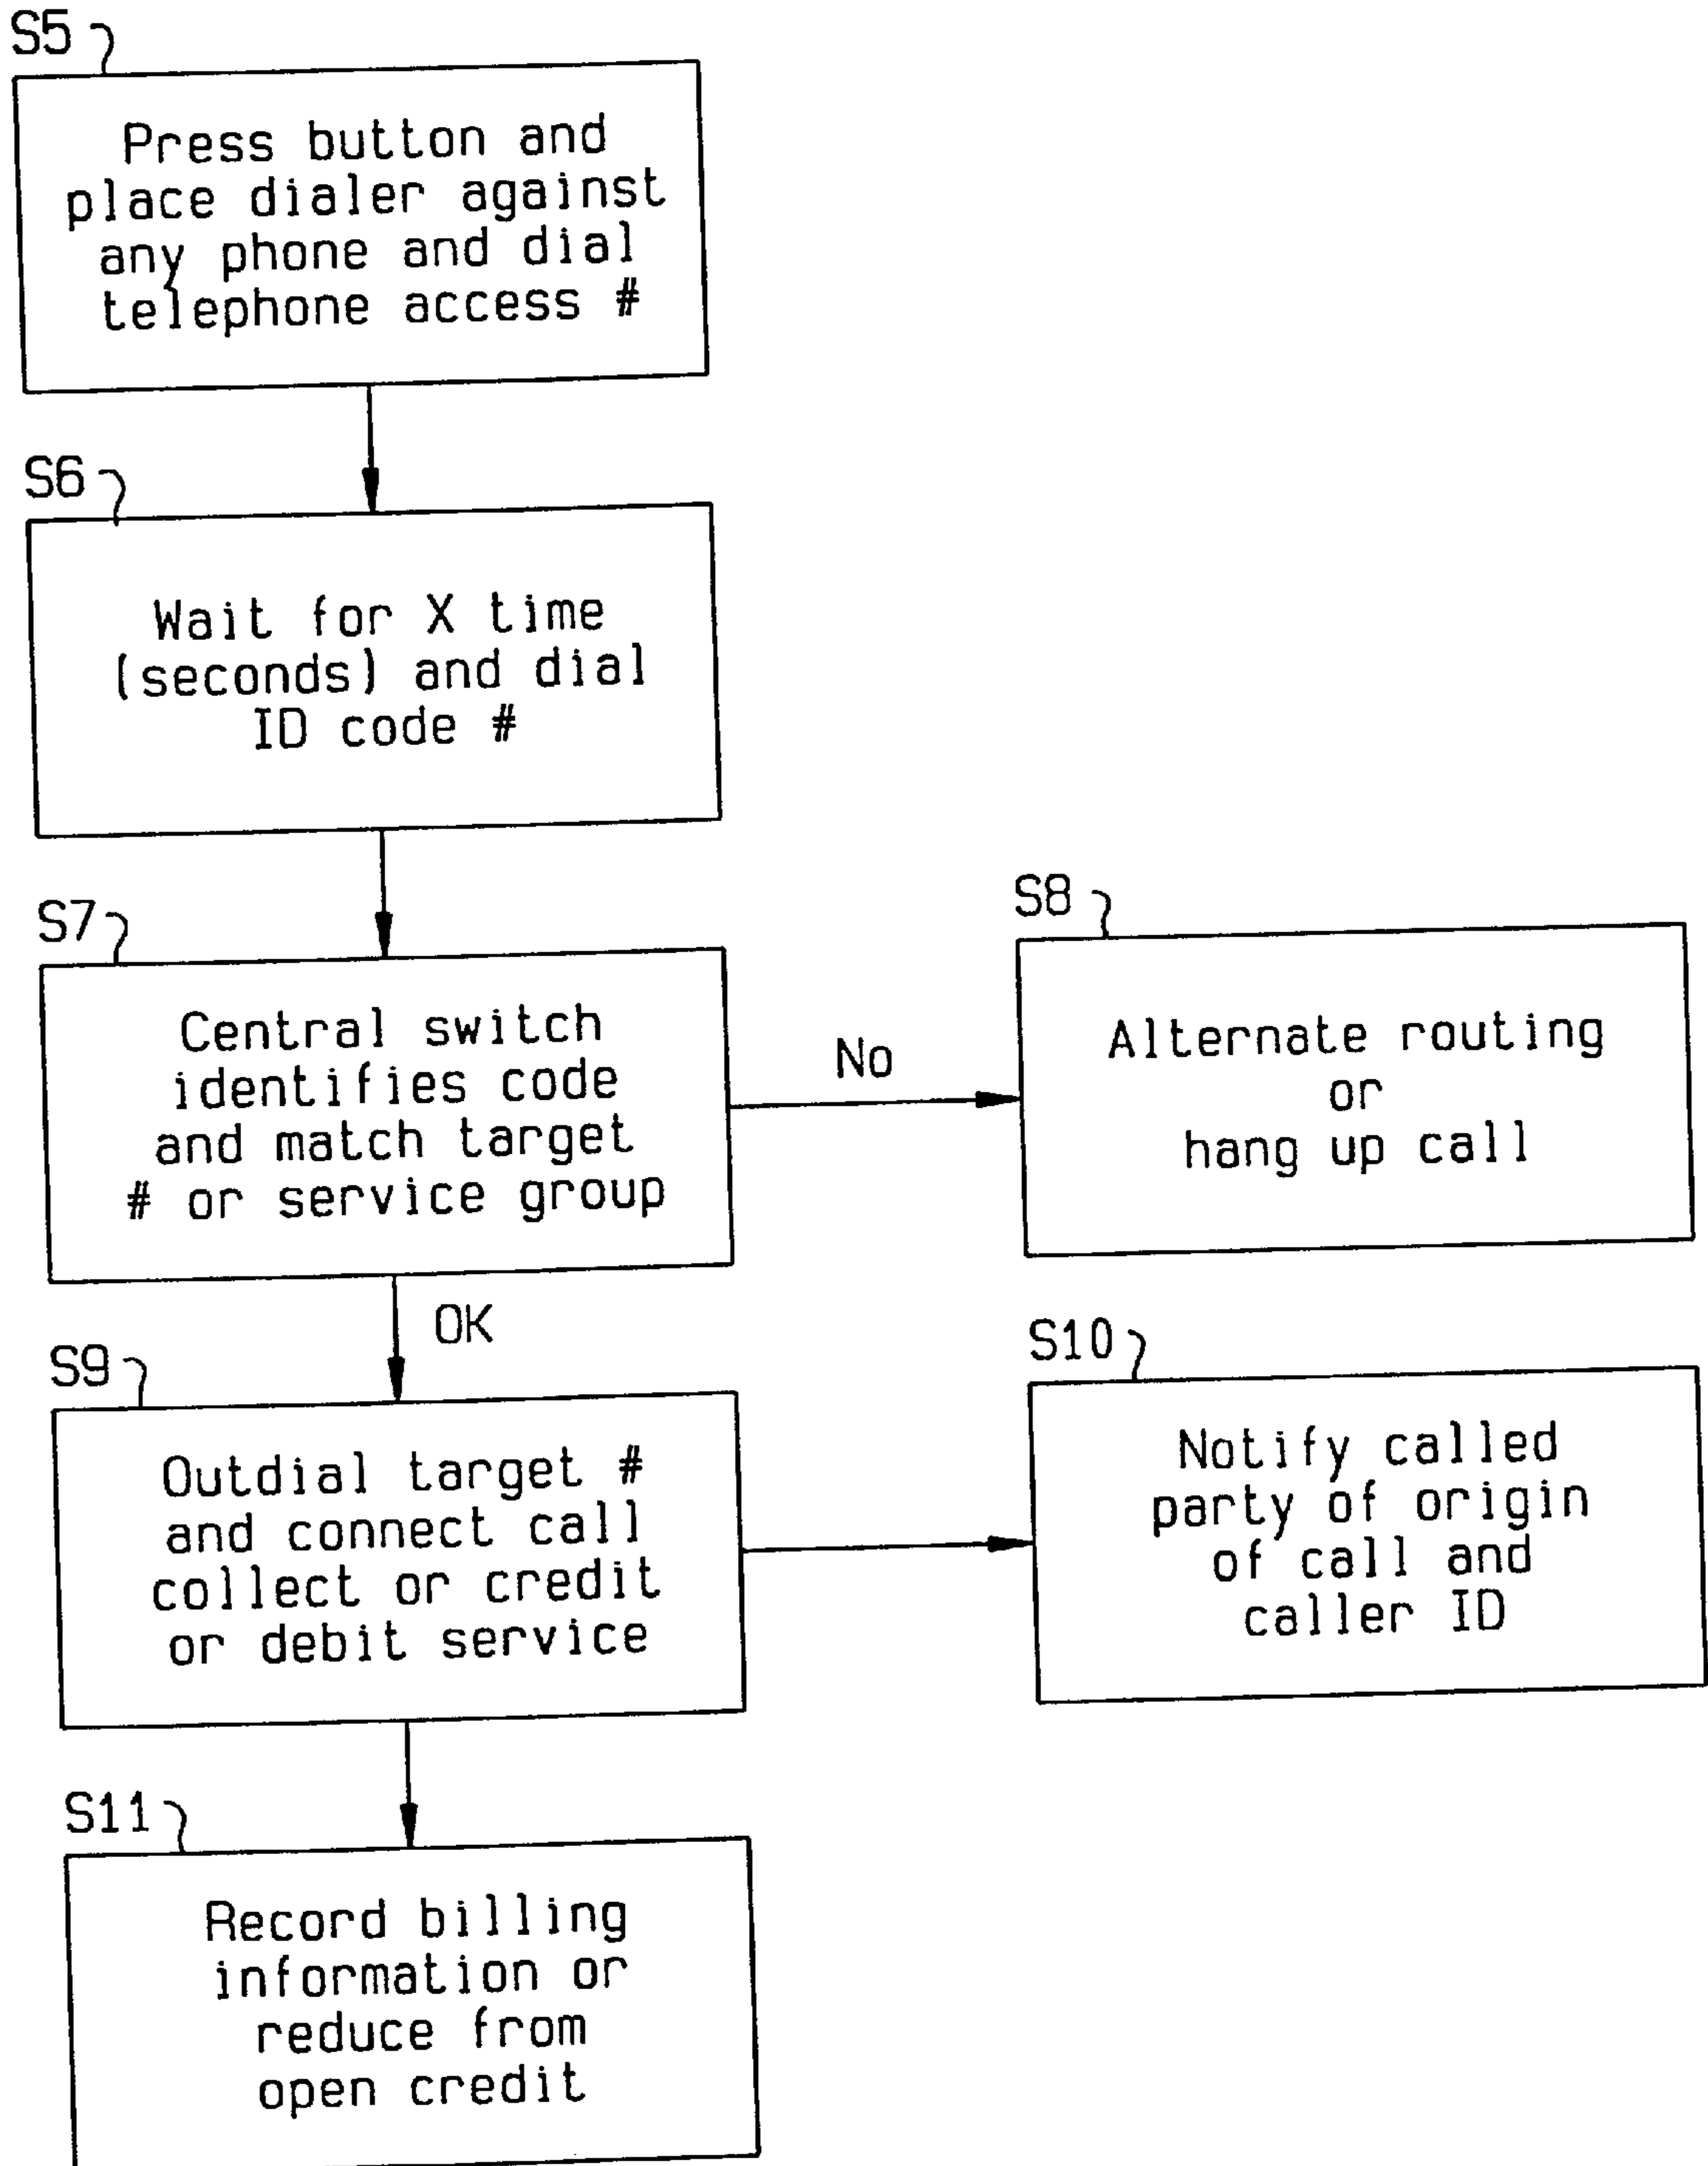 S5
Press button and
place dialer against
any phone and dial
telephone access #
S6
Wait for X time
(seconds) and dial
ID code #
S7
Central switch
identifies code
and match target
# or service group
No
S8
Alternate routing
or
hang up call
OK
S9
Outdial target #
and connect call
collect or credit
or debit service
S10
Notify called
party of origin
of call and
caller ID
S11
Record billing
information or
reduce from
open credit